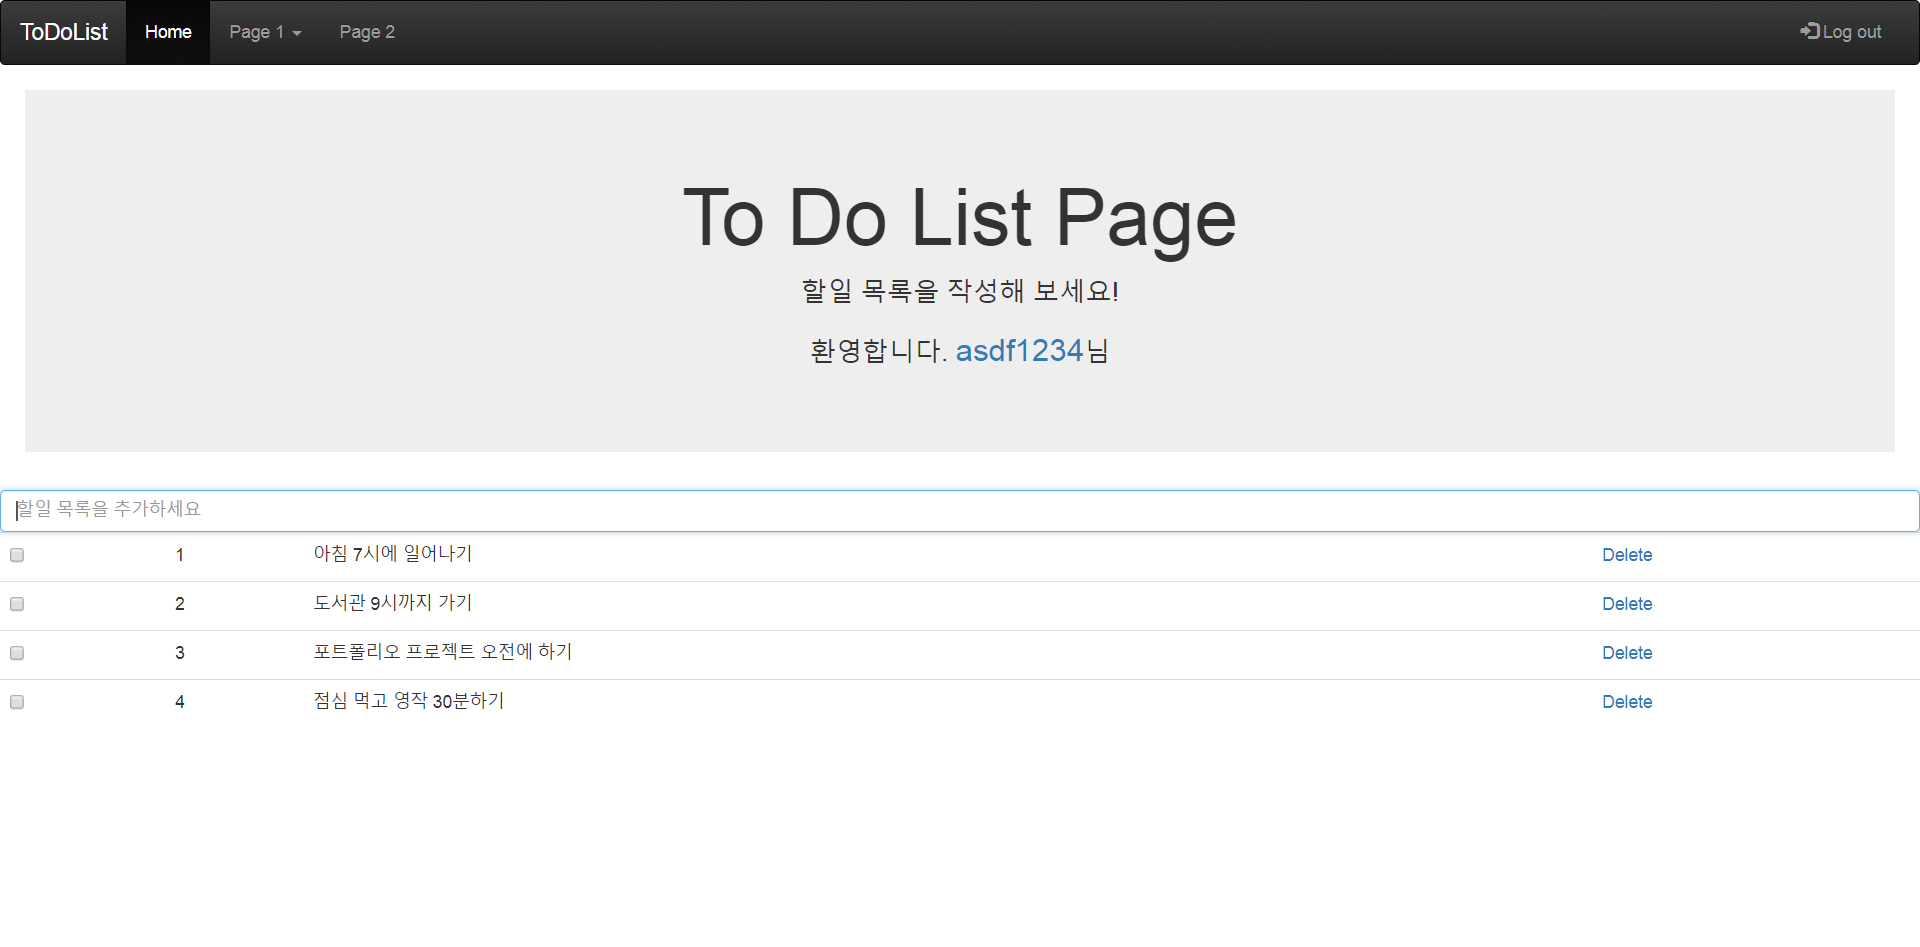 ToDoList Home Page 1 Page 2 Log out
To Do List Page
할일 목록을 작성해 보세요!
환영합니다. asdf1234님
할일 목록을 추가하세요
1 아침 7시에 일어나기 Delete
2 도서관 9시까지 가기 Delete
3 포트폴리오 프로젝트 오전에 하기 Delete
4 점심 먹고 영작 30분하기 Delete